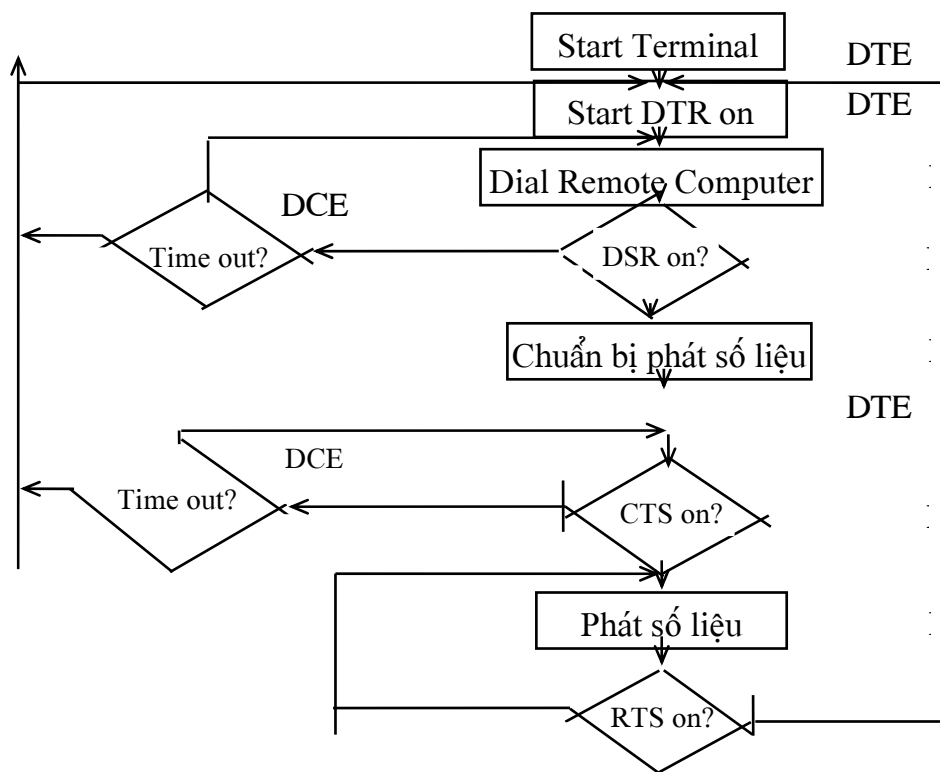 Start Terminal
DTE
Start DTR on
DTE
Dial Remote Computer
DCE
Time out?
DSR on?
Chuẩn bị phát số liệu
DTE
DCE
Time out?
CTS on?
Phát số liệu
RTS on?